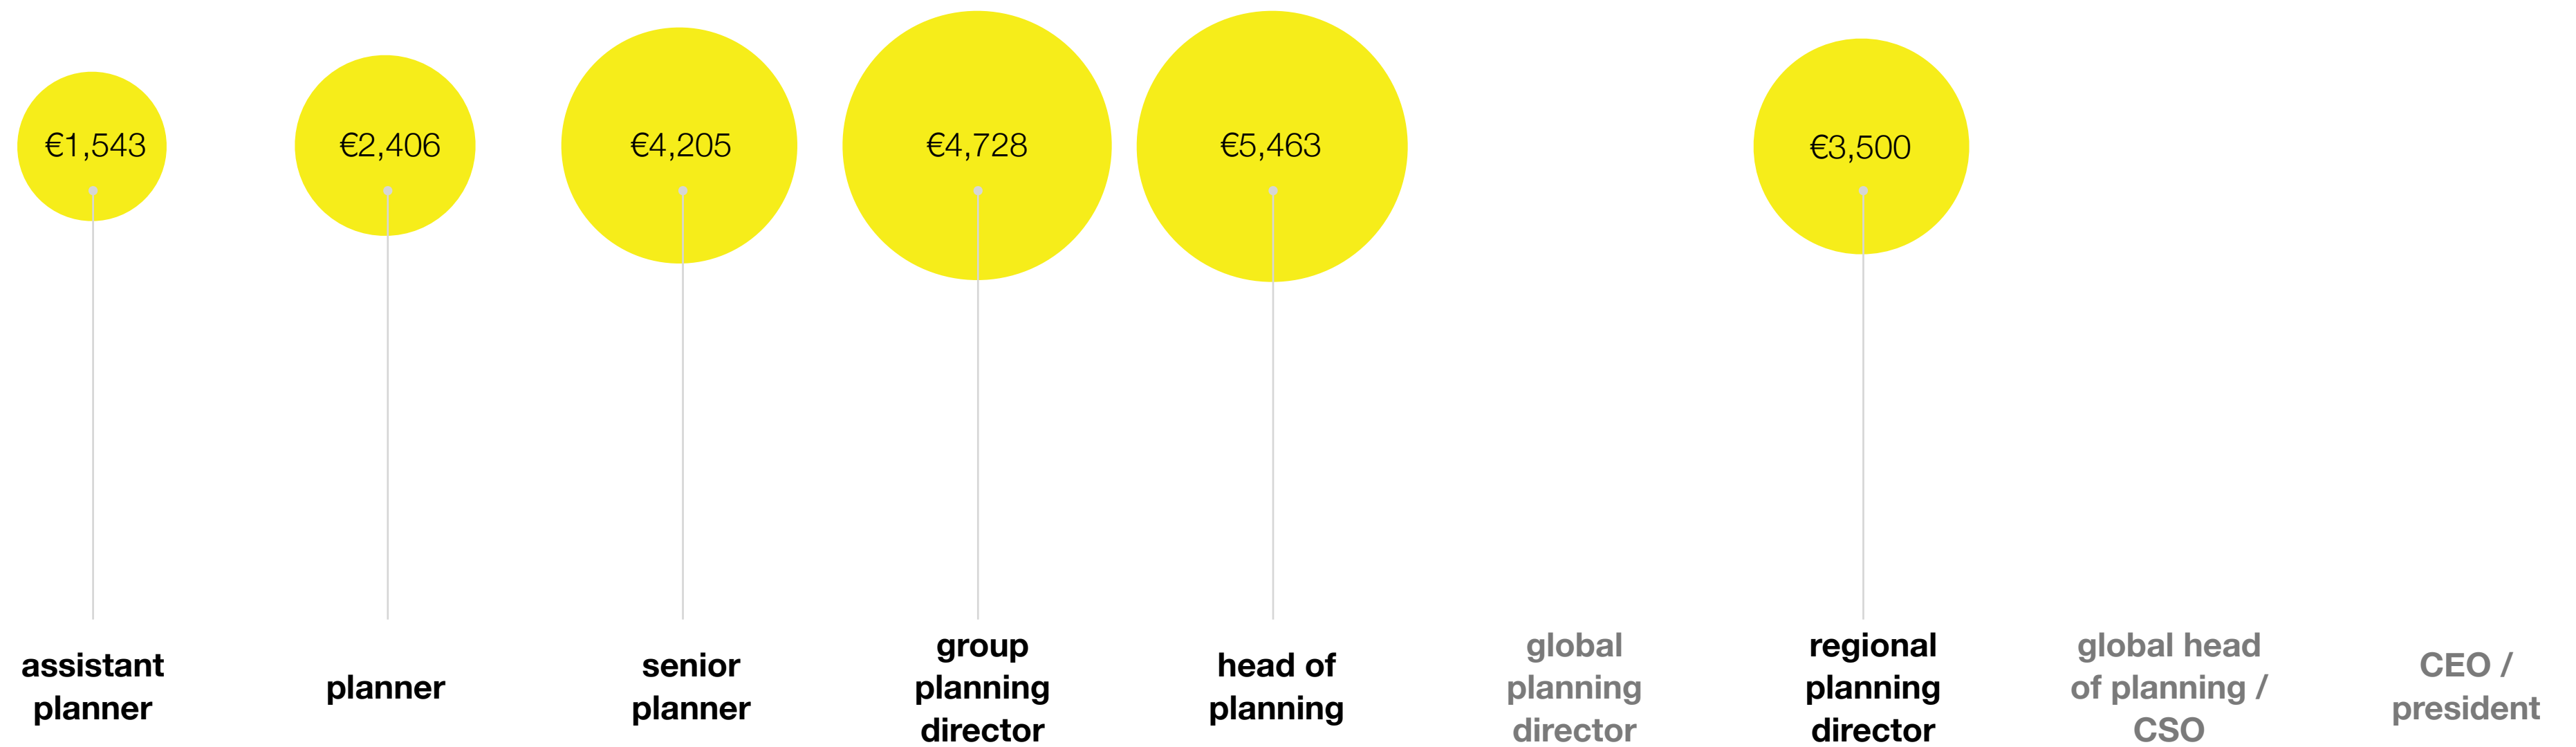 €1,543
€2,406
€4,205
€4,728
€5,463
€3,500
assistant
planner
planner
senior
planner
group
planning
director
head of
planning
global
planning
director
regional
planning
director
global head
of planning /
CSO
CEO /
president